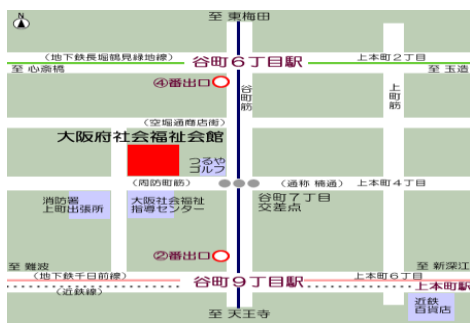 N
至 東梅田
(地下鉄長堀鶴見緑地線)
谷町6丁目駅
上本町2丁目
至 心斎橋
至 玉造
④番出口
谷町筋
上町筋
(空堀通商店街)
大阪府社会福祉会館
つるや
ゴルフ
(周防町筋)
(通称 楠通)
上本町4丁目
消防署
上町出張所
大阪社会福祉
指導センター
谷町7丁目
交差点
②番出口
至 難波
至 新深江
(地下鉄千日前線)
谷町9丁目駅
上本町6丁目
(近鉄線)
上本町駅
近鉄
百貨店
至 天王寺